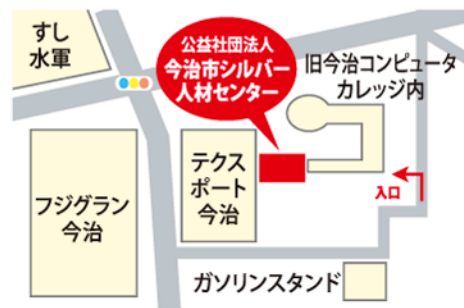 すし
水軍
公益社団法人
今治市シルバー
人材センター
旧今治コンピュータ
カレッジ内
テクス
ポート
今治
フジグラン
今治
入口
ガソリンスタンド